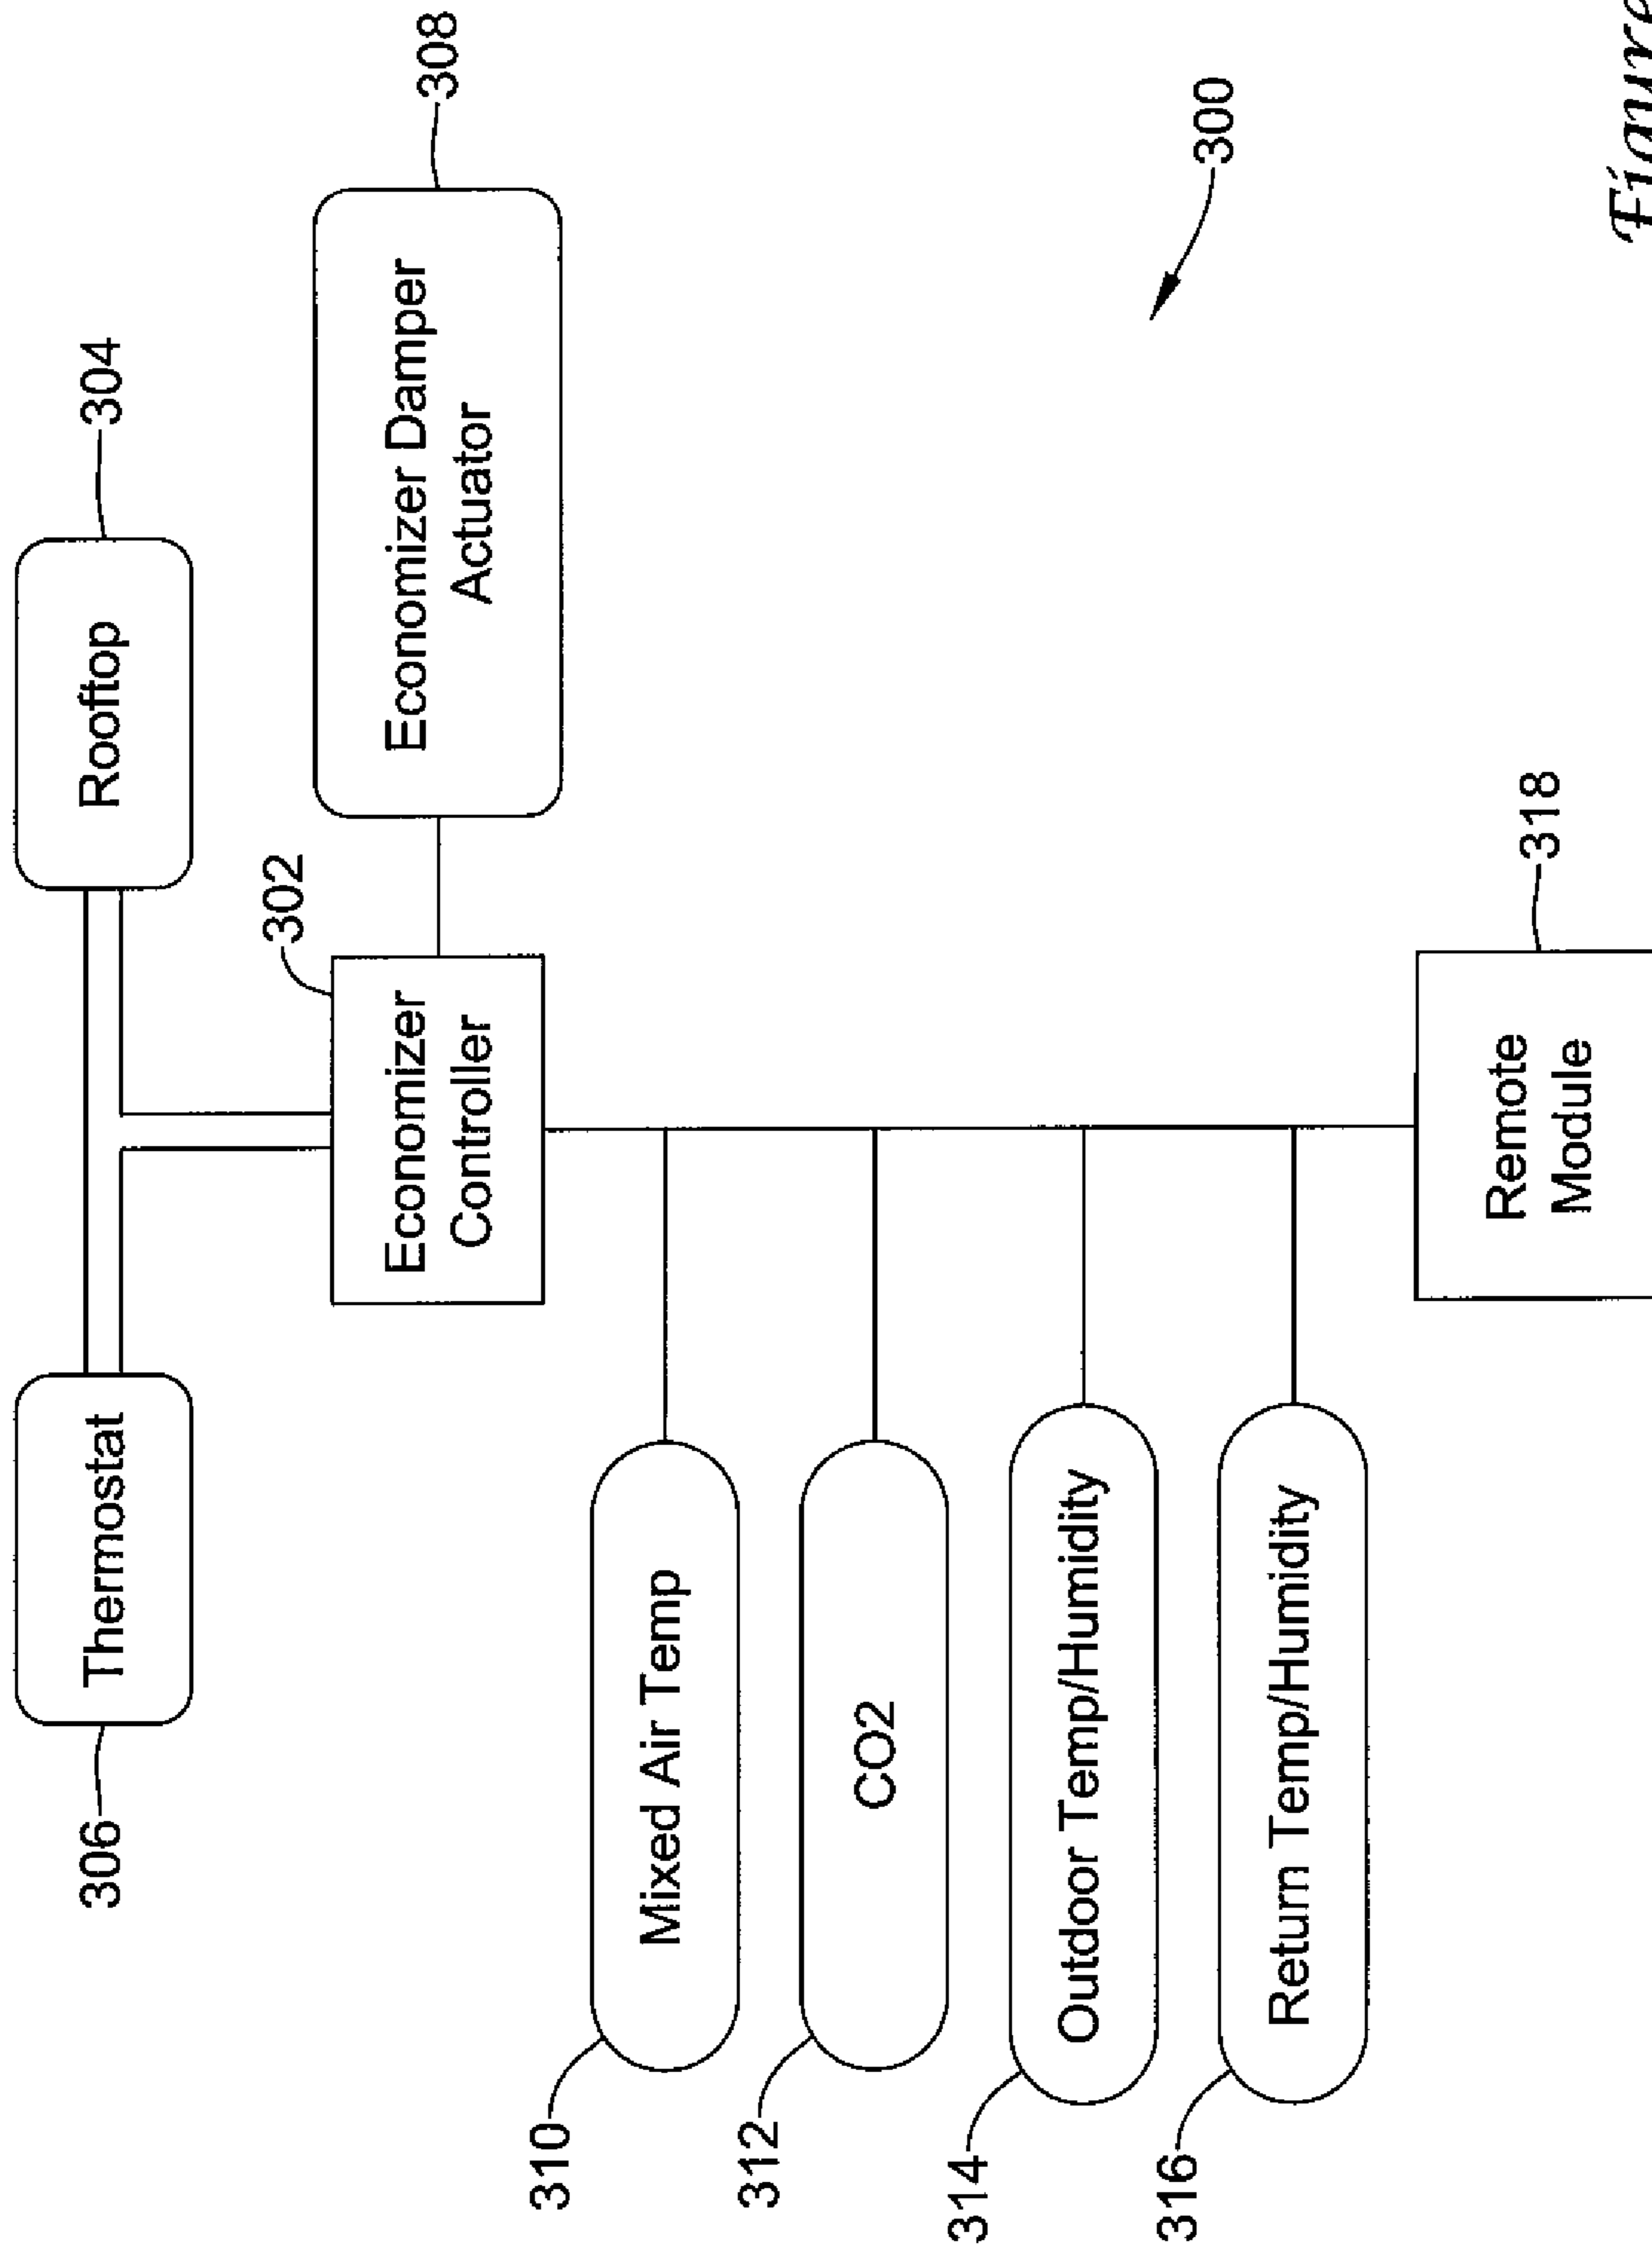 306
Thermostat
Rooftop
304
302
Economizer
Controller
Economizer Damper
Actuator
308
310
Mixed Air Temp
312
CO2
314
Outdoor Temp/Humidity
316
Return Temp/Humidity
300
Remote
Module
318
Figure